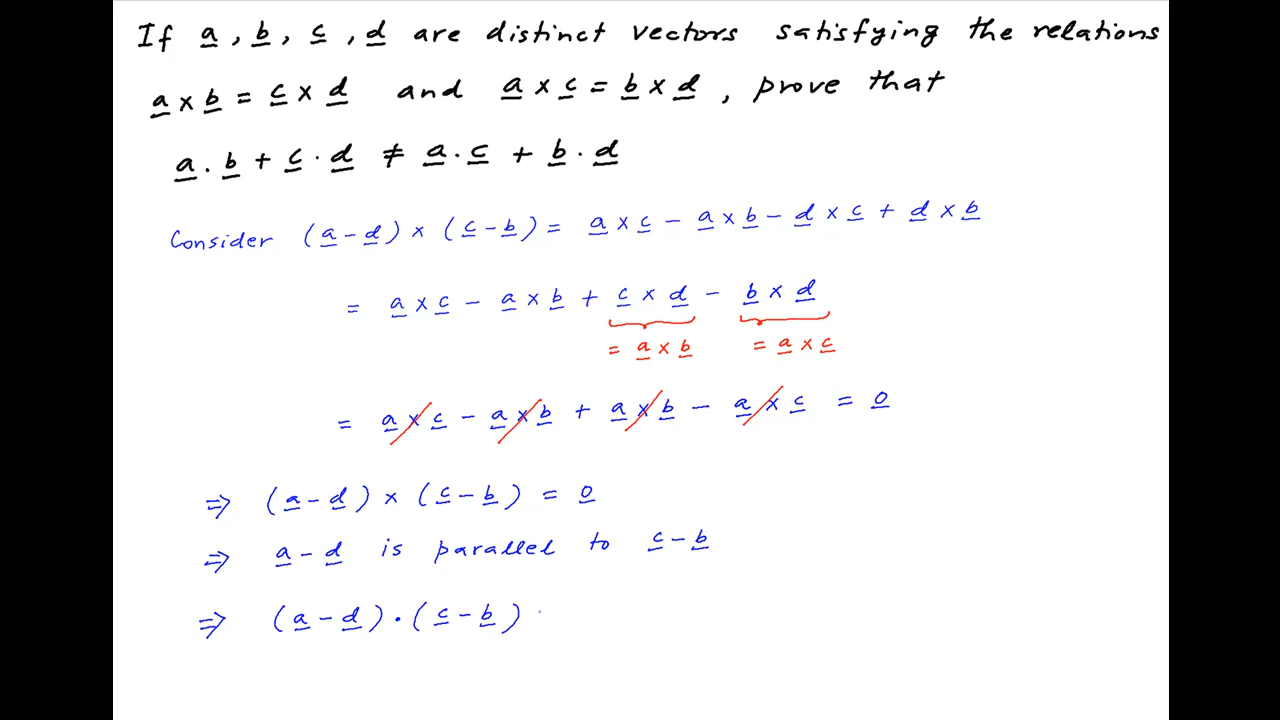 If a, b, c, d are distinct vectors satisfying the relations
a × b = c × d and a × c = b × d, prove that
a . b + c . d ≠ a . c + b . d
Consider (a - d) × (c - b) = a × c - a × b - d × c + d × b
= a × c - a × b + c × d - b × d
= a × b = a × c
= a × c - a × b + a × b - a × c = 0
⇒ (a - d) × (c - b) = 0
⇒ a - d is parallel to c - b
⇒ (a - d) . (c - b)